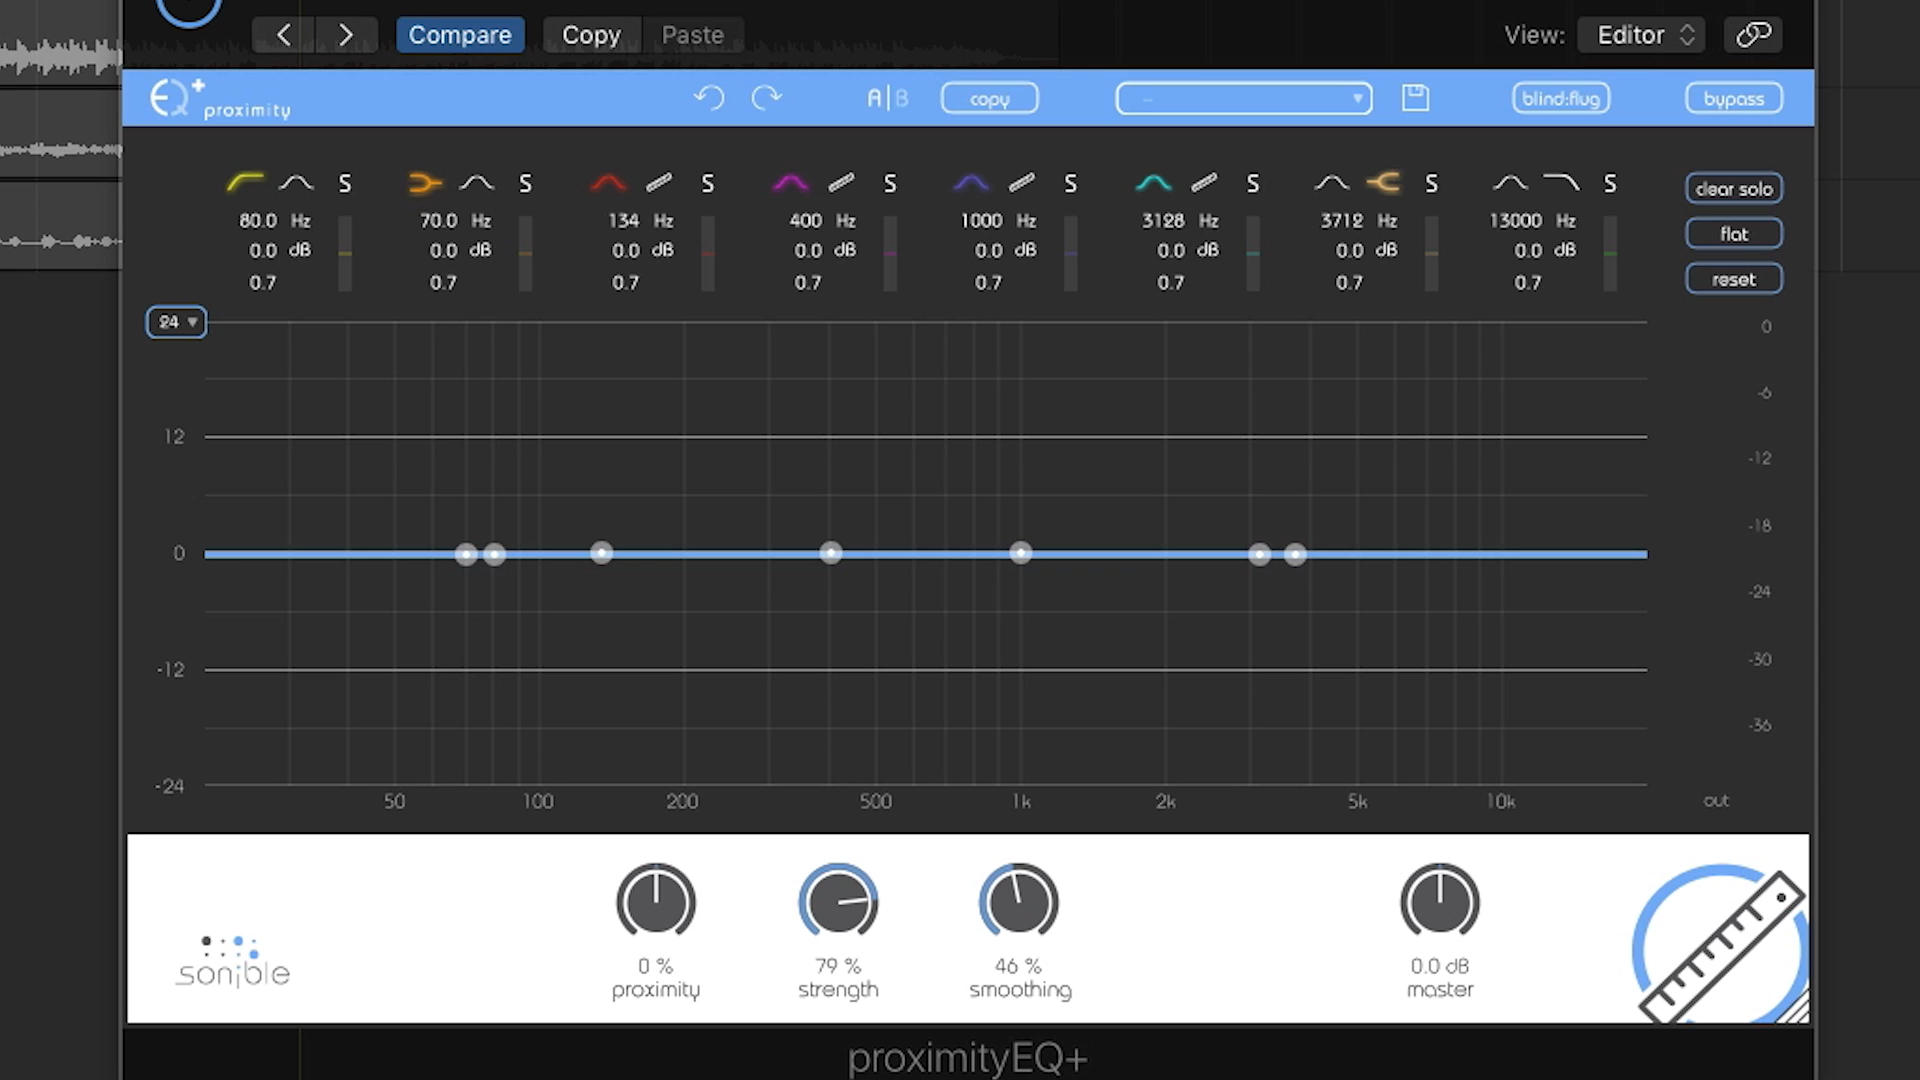 Compare Copy Paste View: Editor
EQ+ proximity A|B copy – blind:flug bypass
S S S S S S S S clear solo
80.0 Hz 70.0 Hz 134 Hz 400 Hz 1000 Hz 3128 Hz 3712 Hz 13000 Hz
0.0 dB 0.0 dB 0.0 dB 0.0 dB 0.0 dB 0.0 dB 0.0 dB 0.0 dB flat
0.7 0.7 0.7 0.7 0.7 0.7 0.7 0.7 reset
24 0
-6
12 -12
-18
0
-24
-12 -30
-36
-24
50 100 200 500 1k 2k 5k 10k out
0 % 79 % 46 % 0.0 dB
sonible proximity strength smoothing master
proximityEQ+